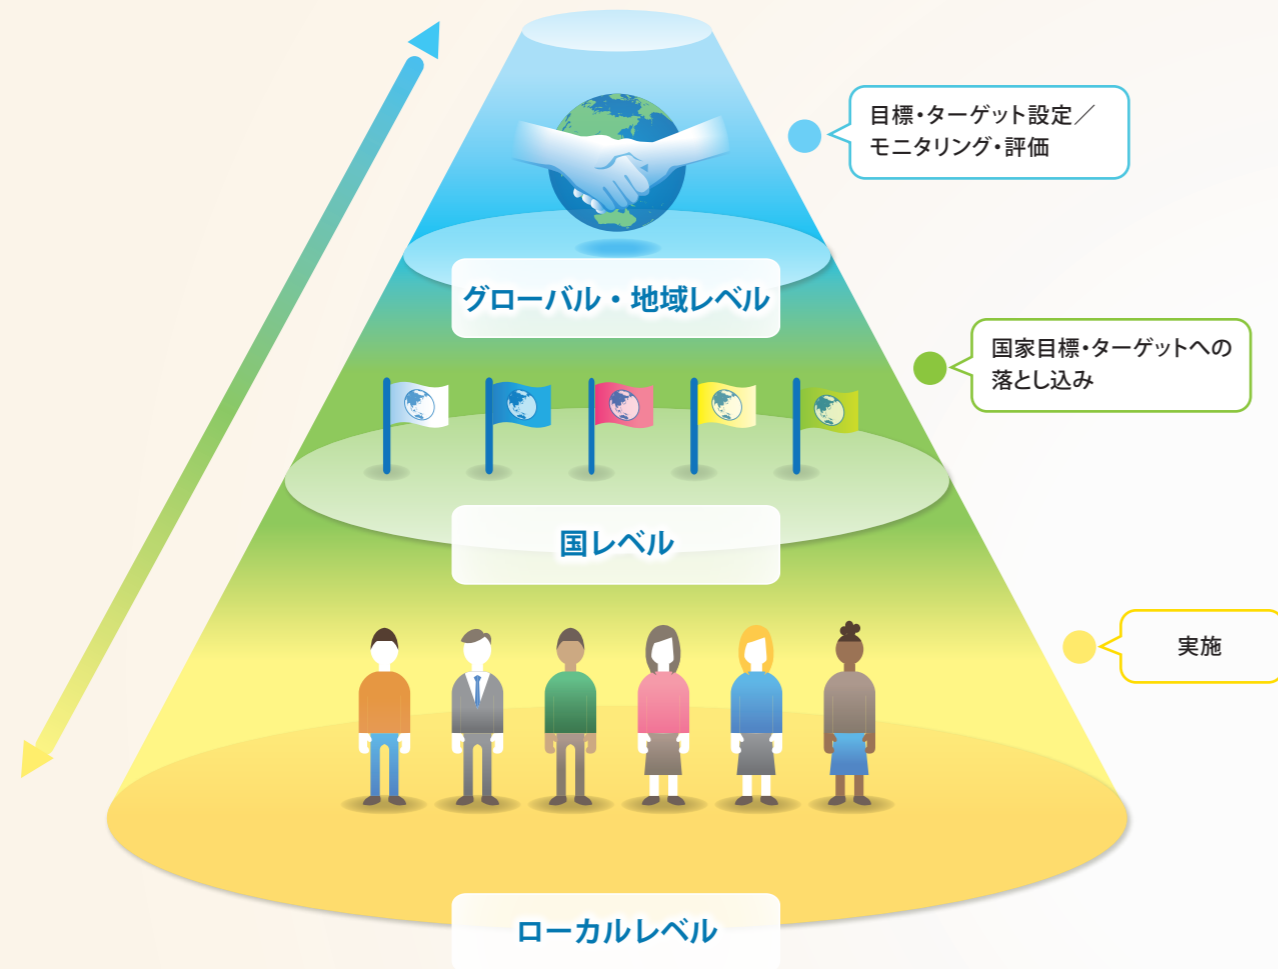 目標・ターゲット設定／
モニタリング・評価
グローバル・地域レベル
国家目標・ターゲットへの
落とし込み
国レベル
実施
ローカルレベル